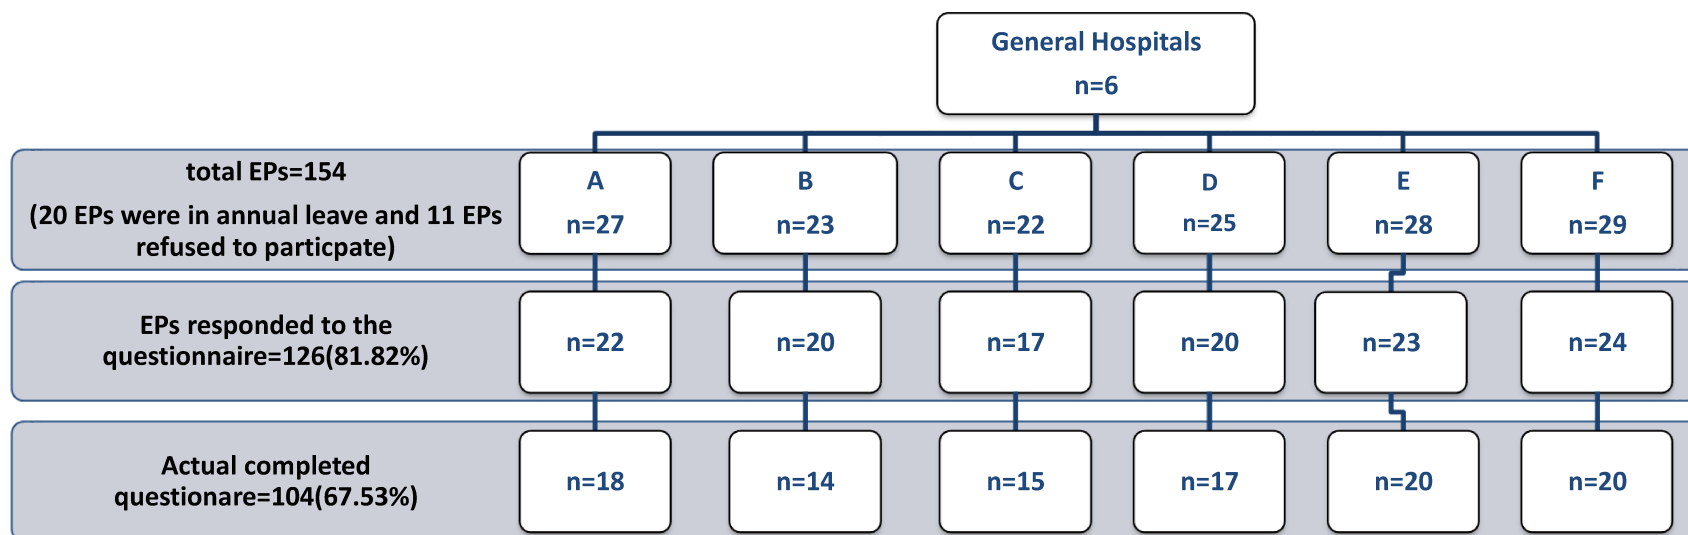 General Hospitals
n=6
total EPs=154
(20 EPs were in annual leave and 11 EPs
refused to particpate)
A
n=27
B
n=23
C
n=22
D
n=25
E
n=28
F
n=29
EPs responded to the
questionnaire=126(81.82%)
n=22
n=20
n=17
n=20
n=23
n=24
Actual completed
questionare=104(67.53%)
n=18
n=14
n=15
n=17
n=20
n=20